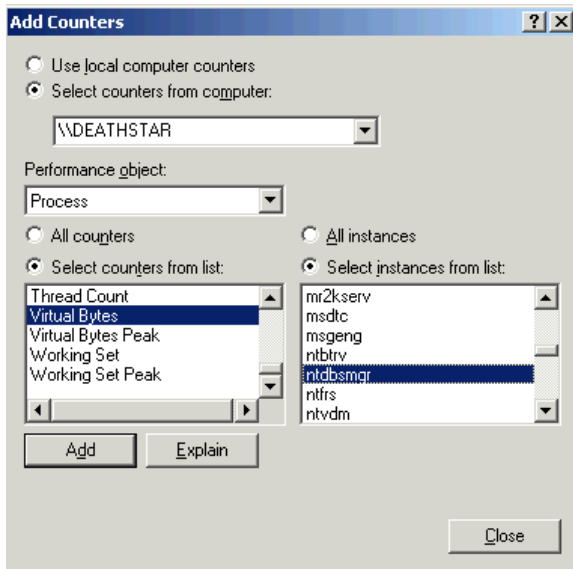 Add Counters
Use local computer counters
Select counters from computer:
\\DEATHSTAR
Performance object:
Process
All counters
All instances
Select counters from list:
Select instances from list:
Thread Count
Virtual Bytes
Virtual Bytes Peak
Working Set
Working Set Peak
mr2kserv
msdtc
msgeng
ntbtrv
ntdbsmgr
ntfrs
ntvdm
Add
Explain
Close